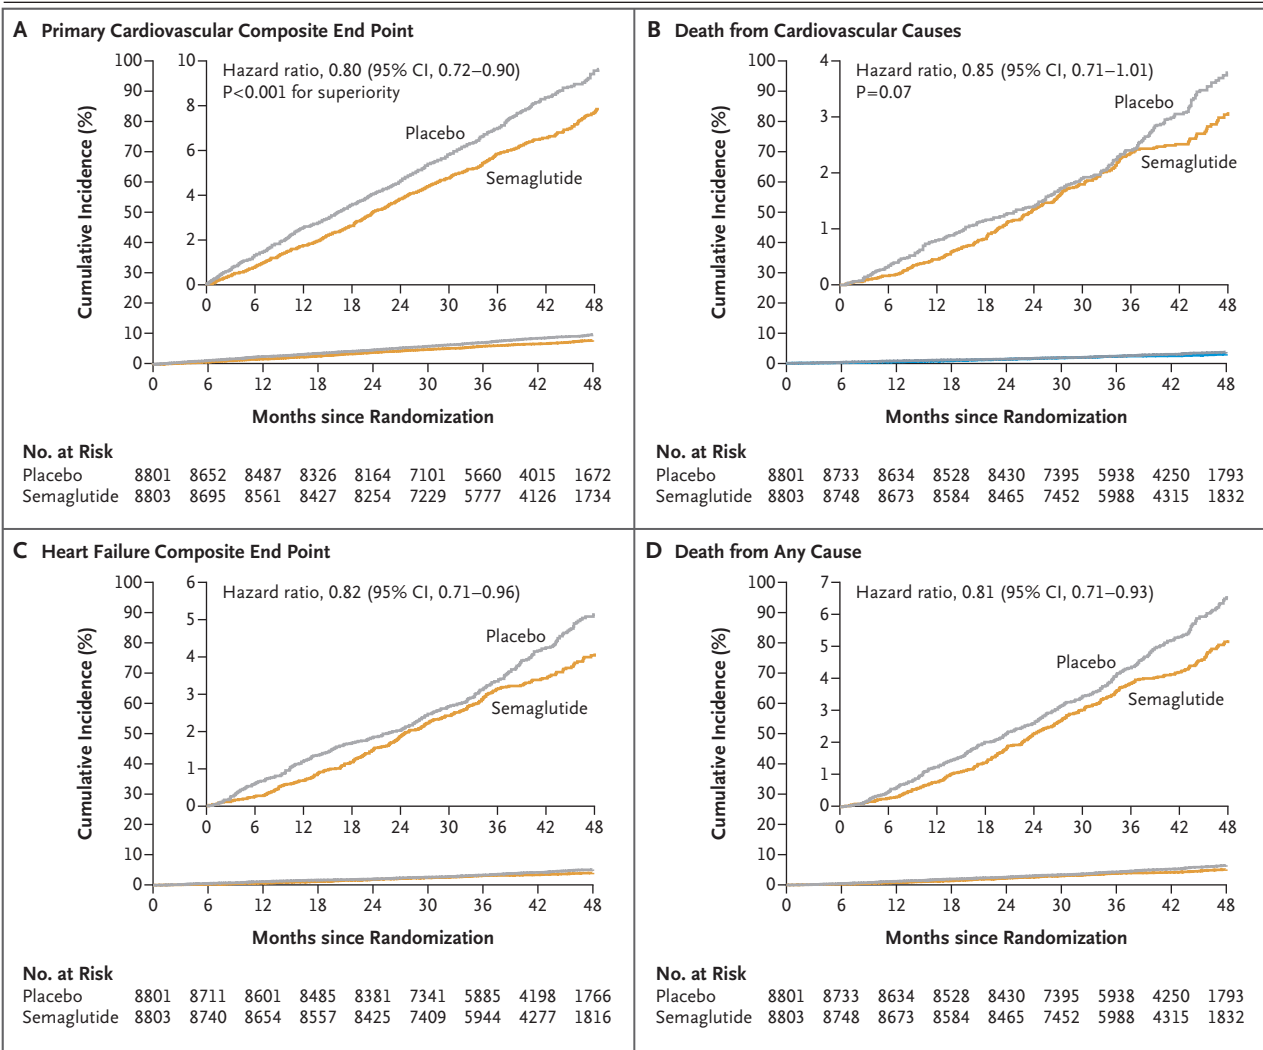 A Primary Cardiovascular Composite End Point
Cumulative Incidence (%)
100
90
80
70
60
50
40
30
20
10
0
10
8
6
4
2
0
Hazard ratio, 0.80 (95% CI, 0.72–0.90)
P<0.001 for superiority
Placebo
Semaglutide
0 6 12 18 24 30 36 42 48
0 6 12 18 24 30 36 42 48
Months since Randomization
No. at Risk
Placebo 8801 8652 8487 8326 8164 7101 5660 4015 1672
Semaglutide 8803 8695 8561 8427 8254 7229 5777 4126 1734
B Death from Cardiovascular Causes
Cumulative Incidence (%)
100
90
80
70
60
50
40
30
20
10
0
4
3
2
1
0
Hazard ratio, 0.85 (95% CI, 0.71–1.01)
P=0.07
Placebo
Semaglutide
0 6 12 18 24 30 36 42 48
0 6 12 18 24 30 36 42 48
Months since Randomization
No. at Risk
Placebo 8801 8733 8634 8528 8430 7395 5938 4250 1793
Semaglutide 8803 8748 8673 8584 8465 7452 5988 4315 1832
C Heart Failure Composite End Point
Cumulative Incidence (%)
100
90
80
70
60
50
40
30
20
10
0
6
5
4
3
2
1
0
Hazard ratio, 0.82 (95% CI, 0.71–0.96)
Placebo
Semaglutide
0 6 12 18 24 30 36 42 48
0 6 12 18 24 30 36 42 48
Months since Randomization
No. at Risk
Placebo 8801 8711 8601 8485 8381 7341 5885 4198 1766
Semaglutide 8803 8740 8654 8557 8425 7409 5944 4277 1816
D Death from Any Cause
Cumulative Incidence (%)
100
90
80
70
60
50
40
30
20
10
0
7
6
5
4
3
2
1
0
Hazard ratio, 0.81 (95% CI, 0.71–0.93)
Placebo
Semaglutide
0 6 12 18 24 30 36 42 48
0 6 12 18 24 30 36 42 48
Months since Randomization
No. at Risk
Placebo 8801 8733 8634 8528 8430 7395 5938 4250 1793
Semaglutide 8803 8748 8673 8584 8465 7452 5988 4315 1832